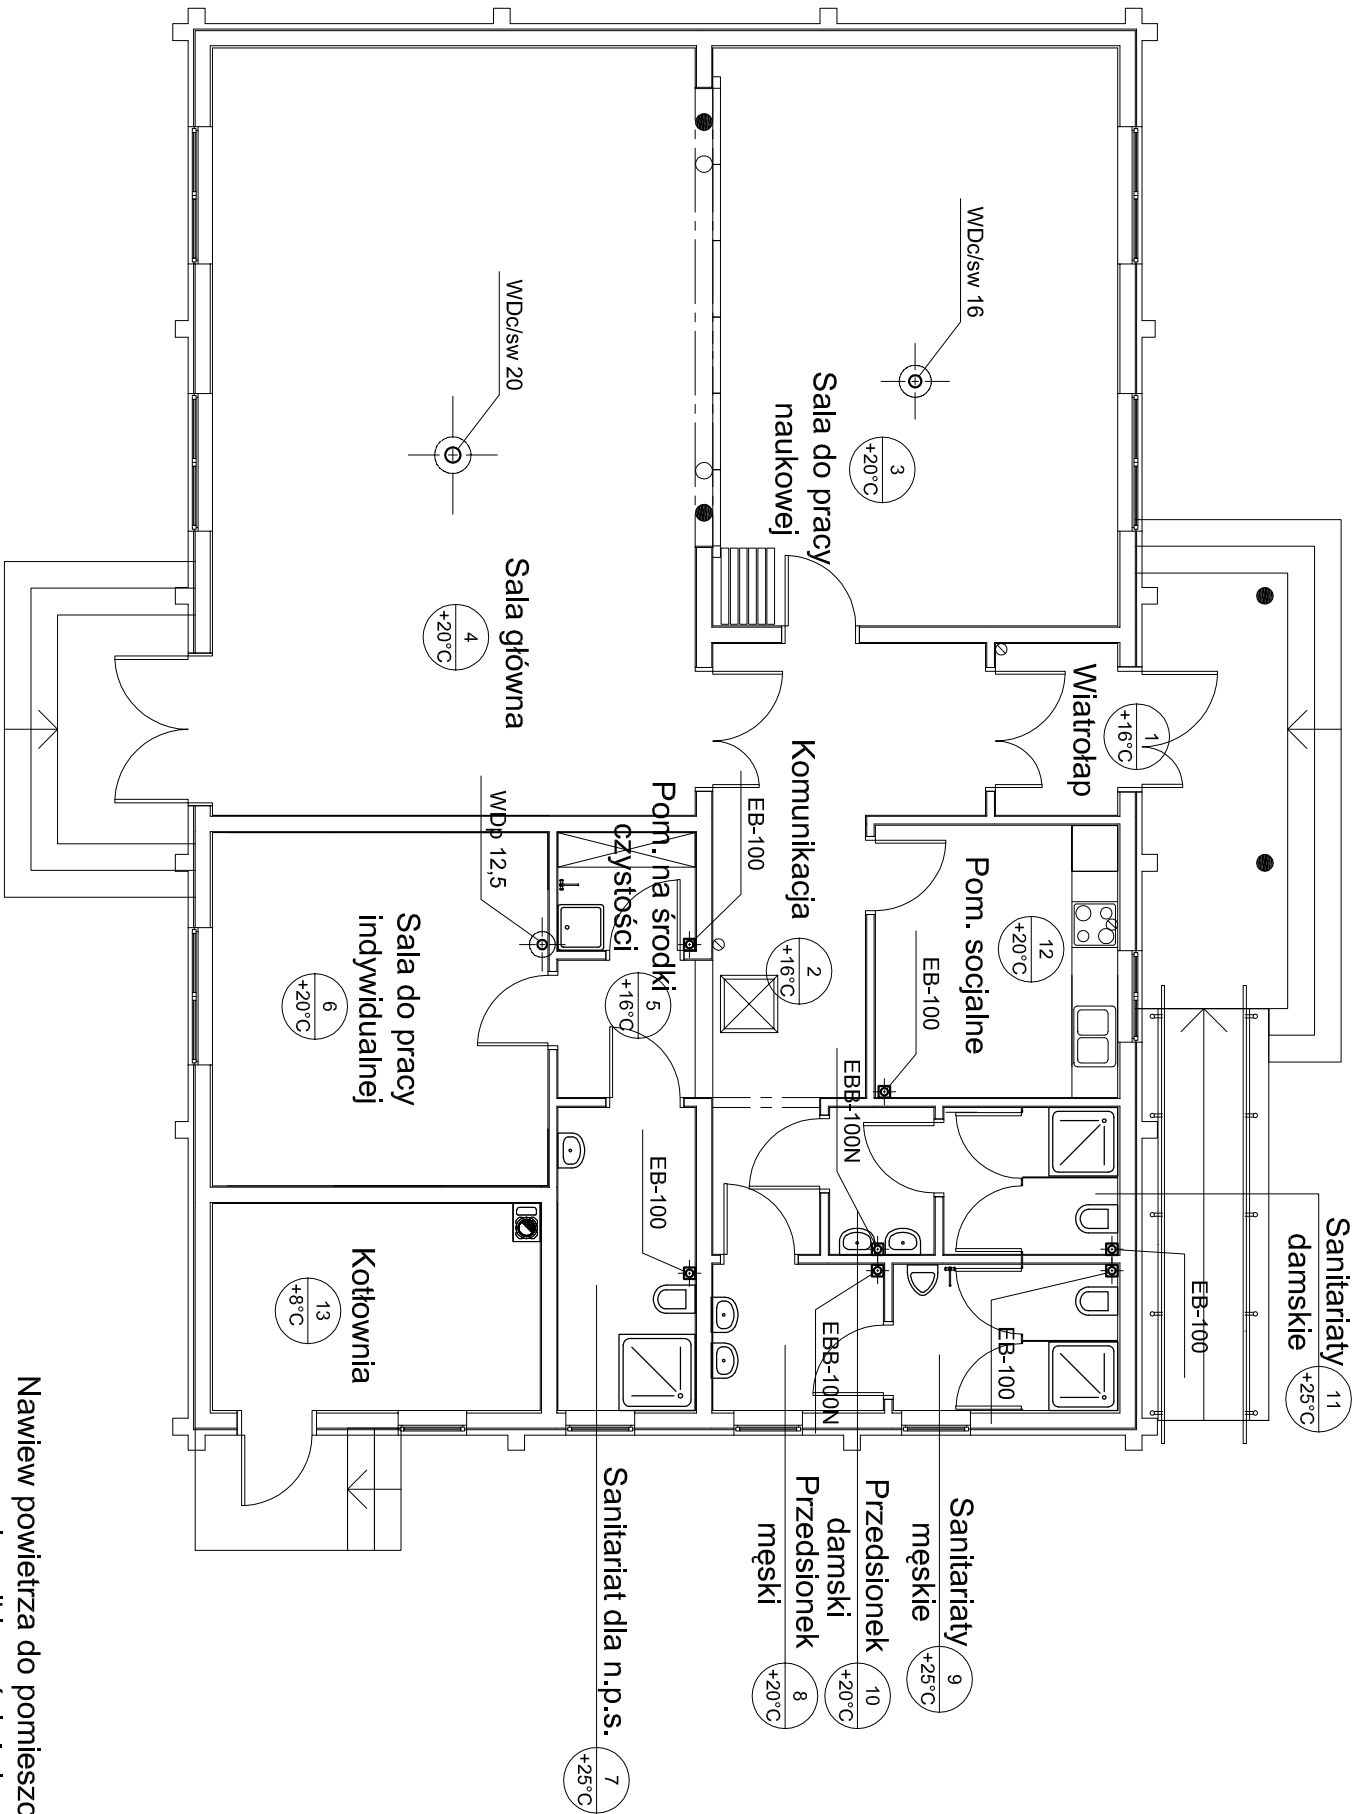 Sanitariaty
damskie
11
+25°C
EB-100
1
+16°C
Wiatrołap
12
+20°C
Pom. socjalne
EB-100
EB-100
WDc/sw 16
3
+20°C
Sala do pracy
naukowej
2
+16°C
Komunikacja
EBB-100N
EBB-100N
Sanitariaty
męskie
9
+25°C
Przedsionek
damski
10
+20°C
Przedsionek
męski
8
+20°C
EB-100
Pom. na środki
czystości
5
+16°C
EB-100
Sanitariat dla n.p.s.
7
+25°C
WDc/sw 20
Sala główna
4
+20°C
WDp 12,5
Sala do pracy
indywidualnej
6
+20°C
Kotłownia
13
+8°C
Nawiew powietrza do pomieszc